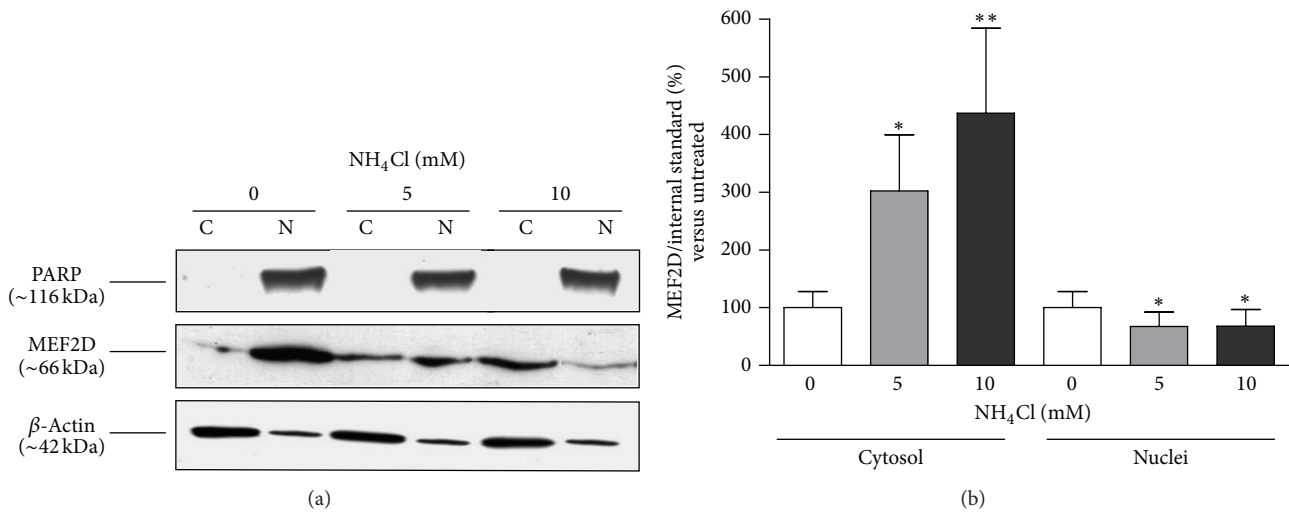 NH₄Cl (mM)
0 5 10
C N C N C N
PARP
(~116 kDa)
MEF2D
(~66 kDa)
β-Actin
(~42 kDa)
(a)
MEF2D/internal standard (%)
versus untreated
600
500
400
300
200
100
0
* ** * *
0 5 10 0 5 10
NH₄Cl (mM)
Cytosol Nuclei
(b)